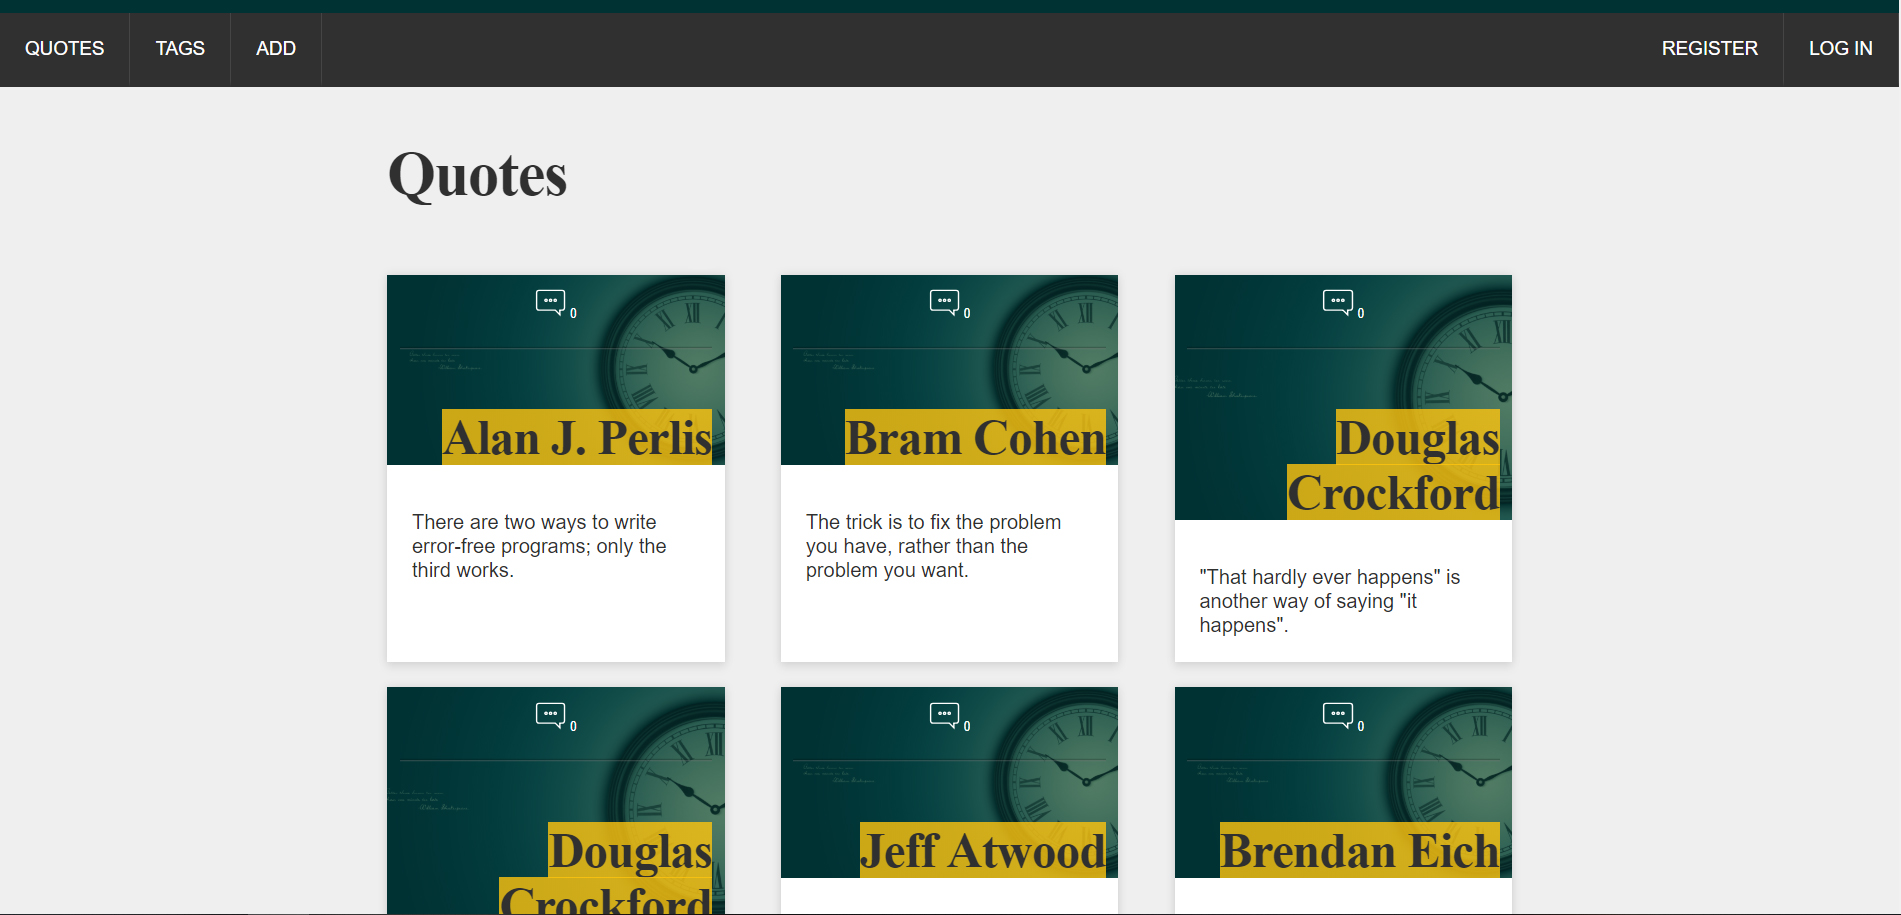 QUOTES TAGS ADD REGISTER LOG IN
Quotes
0
Alan J. Perlis
There are two ways to write
error-free programs; only the
third works.
0
Bram Cohen
The trick is to fix the problem
you have, rather than the
problem you want.
0
Douglas
Crockford
"That hardly ever happens" is
another way of saying "it
happens".
0
Douglas
Crockford
0
Jeff Atwood
0
Brendan Eich